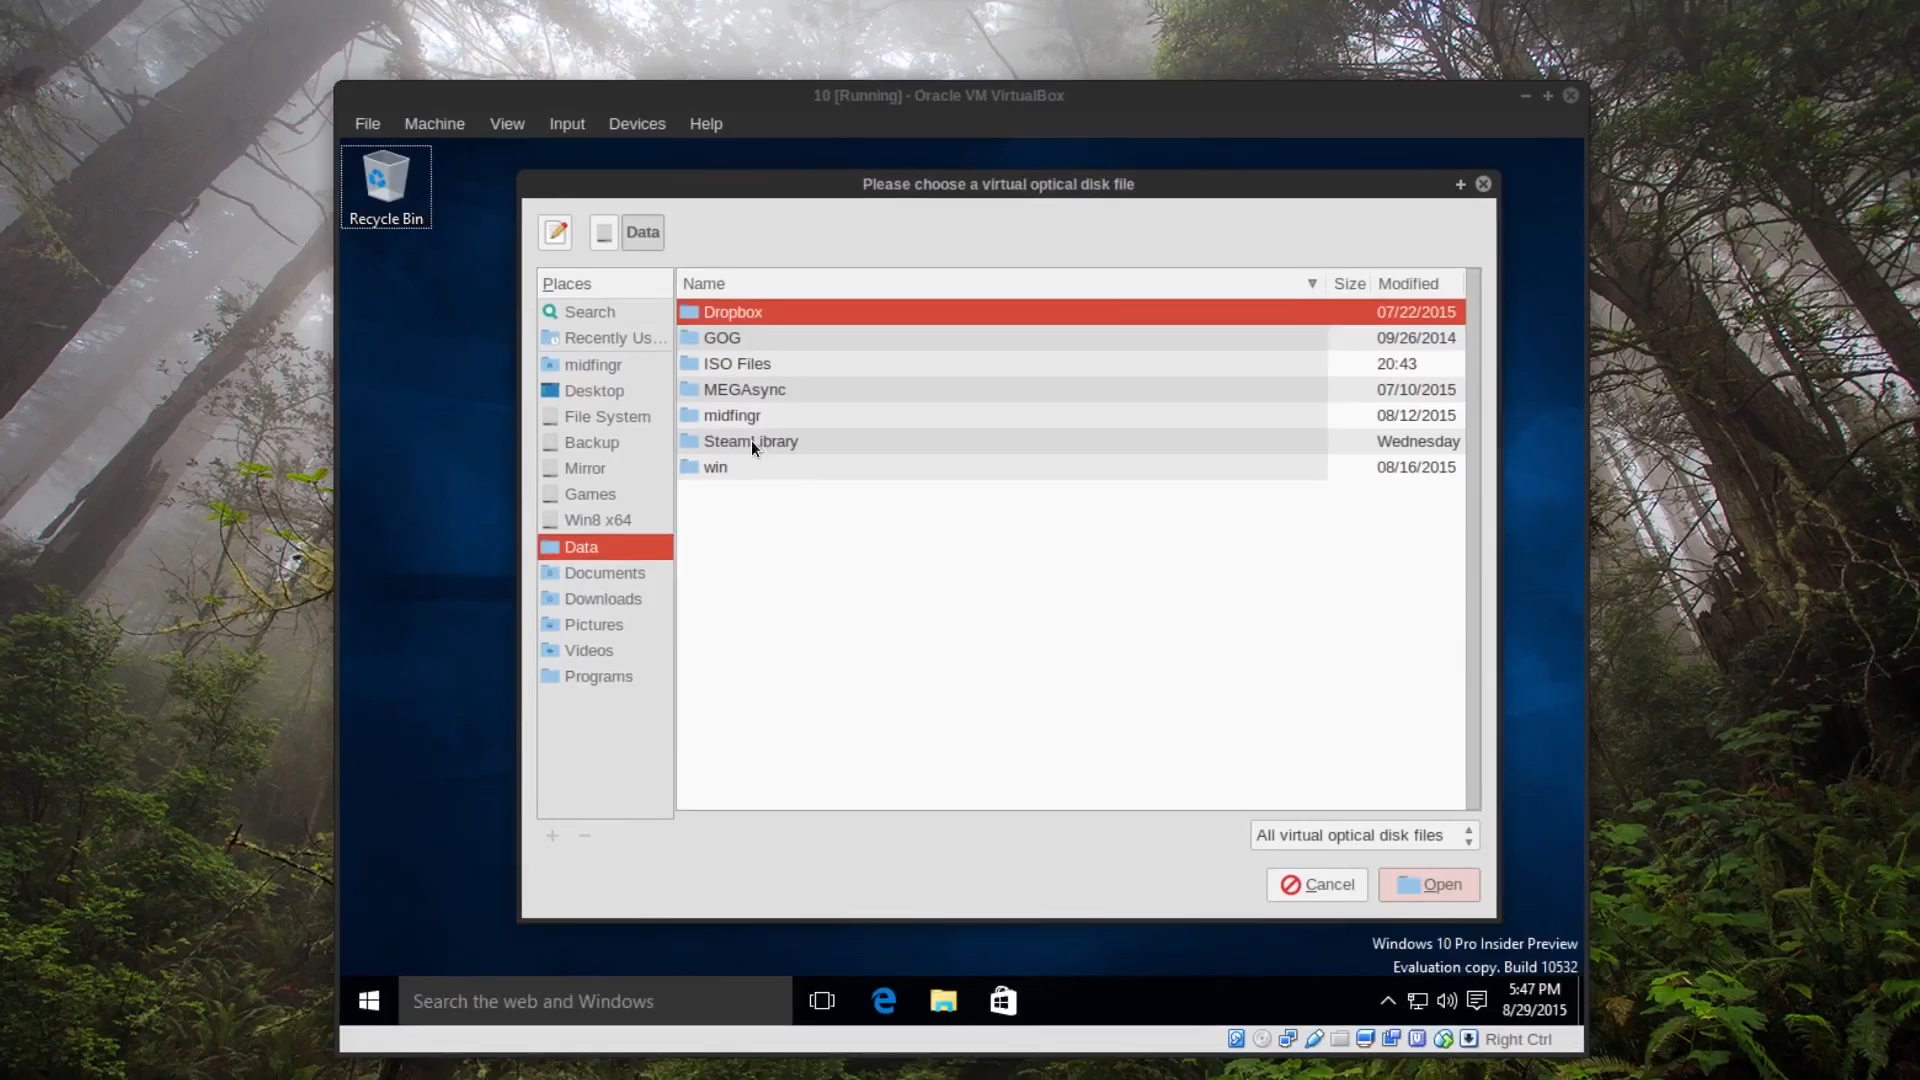 10 [Running] - Oracle VM VirtualBox
File Machine View Input Devices Help
Recycle Bin
Please choose a virtual optical disk file
Data
Places
Name Size Modified
Search
Recently Us...
midfingr
Desktop
File System
Backup
Mirror
Games
Win8 x64
Data
Documents
Downloads
Pictures
Videos
Programs
Dropbox 07/22/2015
GOG 09/26/2014
ISO Files 20:43
MEGAsync 07/10/2015
midfingr 08/12/2015
SteamLibrary Wednesday
win 08/16/2015
All virtual optical disk files
Cancel Open
Windows 10 Pro Insider Preview
Evaluation copy. Build 10532
Search the web and Windows
5:47 PM
8/29/2015
Right Ctrl